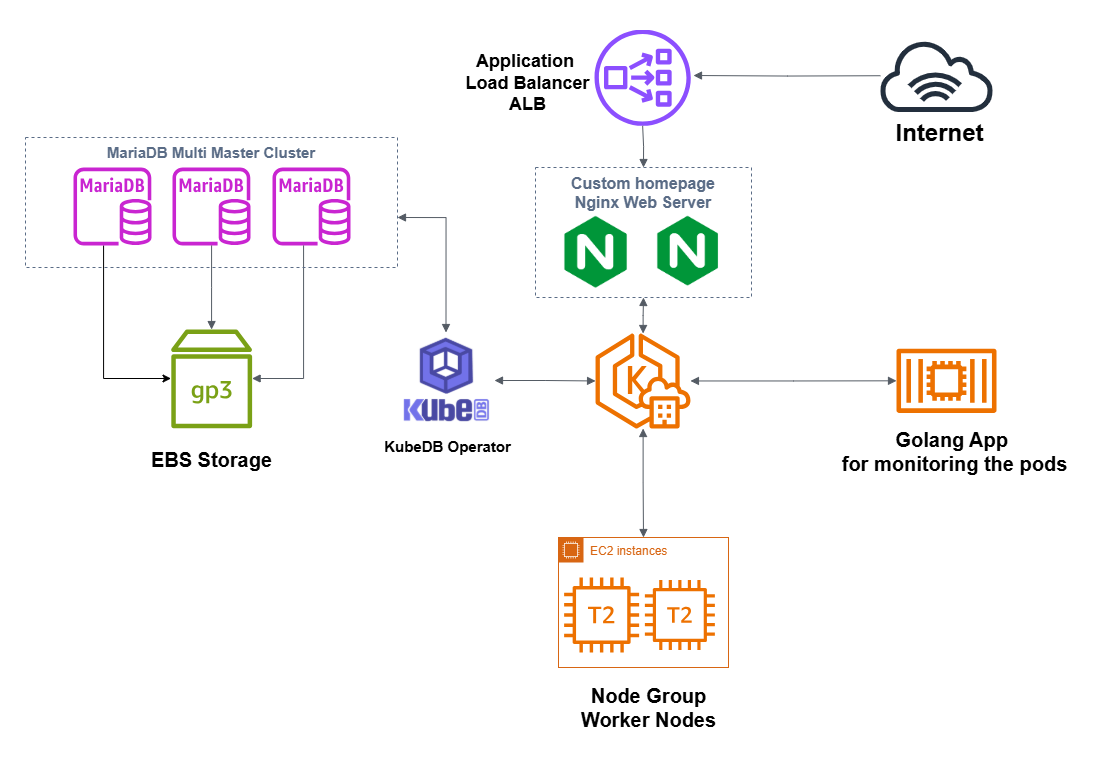 Application
Load Balancer
ALB
Internet
MariaDB Multi Master Cluster
MariaDB
MariaDB
MariaDB
Custom homepage
Nginx Web Server
N
N
gp3
EBS Storage
KubeDB
KubeDB Operator
K
Golang App
for monitoring the pods
EC2 instances
T2
T2
Node Group
Worker Nodes